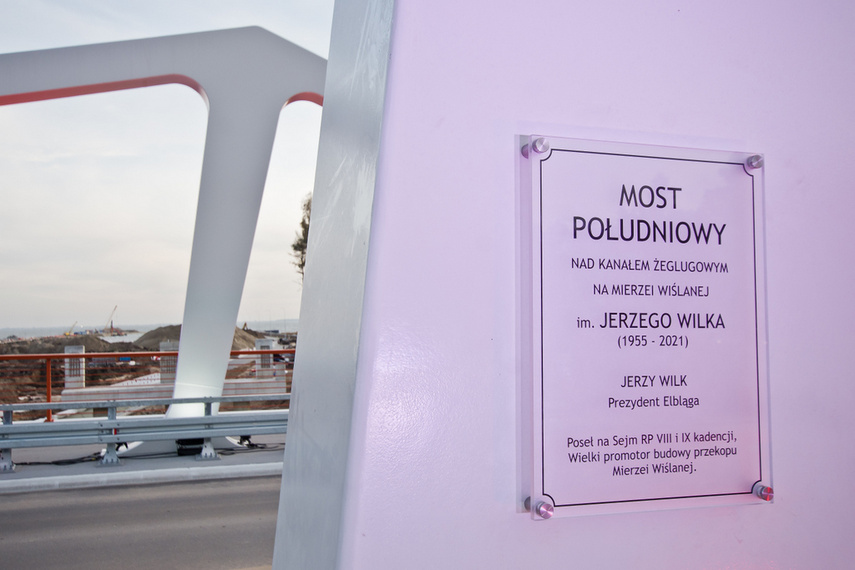 MOST
POŁUDNIOWY
NAD KANAŁEM ŻEGLUGOWYM
NA MIERZEI WIŚLANEJ
im. JERZEGO WILKA
(1955 - 2021)
JERZY WILK
Prezydent Elbląga
Poseł na Sejm RP VIII i IX kadencji,
Wielki promotor budowy przekopu
Mierzei Wiślanej.